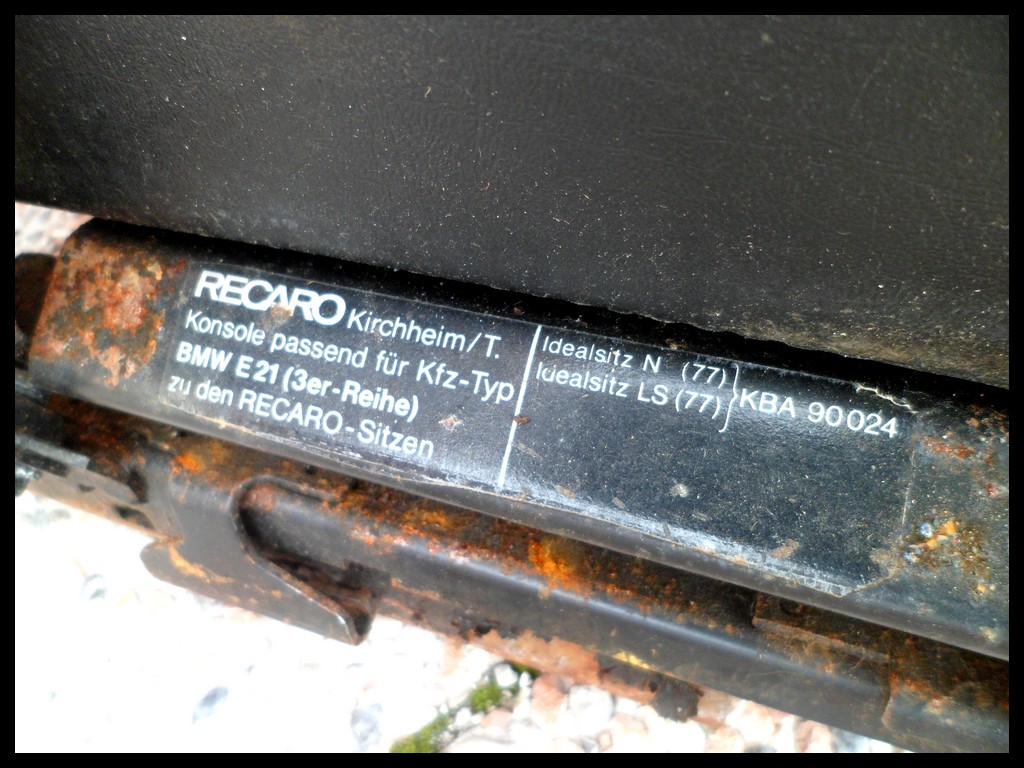 RECARO Kirchheim/T.
Konsole passend für Kfz-Typ
BMW E 21 (3er-Reihe)
zu den RECARO-Sitzen
Idealsitz N (77)
Idealsitz LS (77)
KBA 90 024